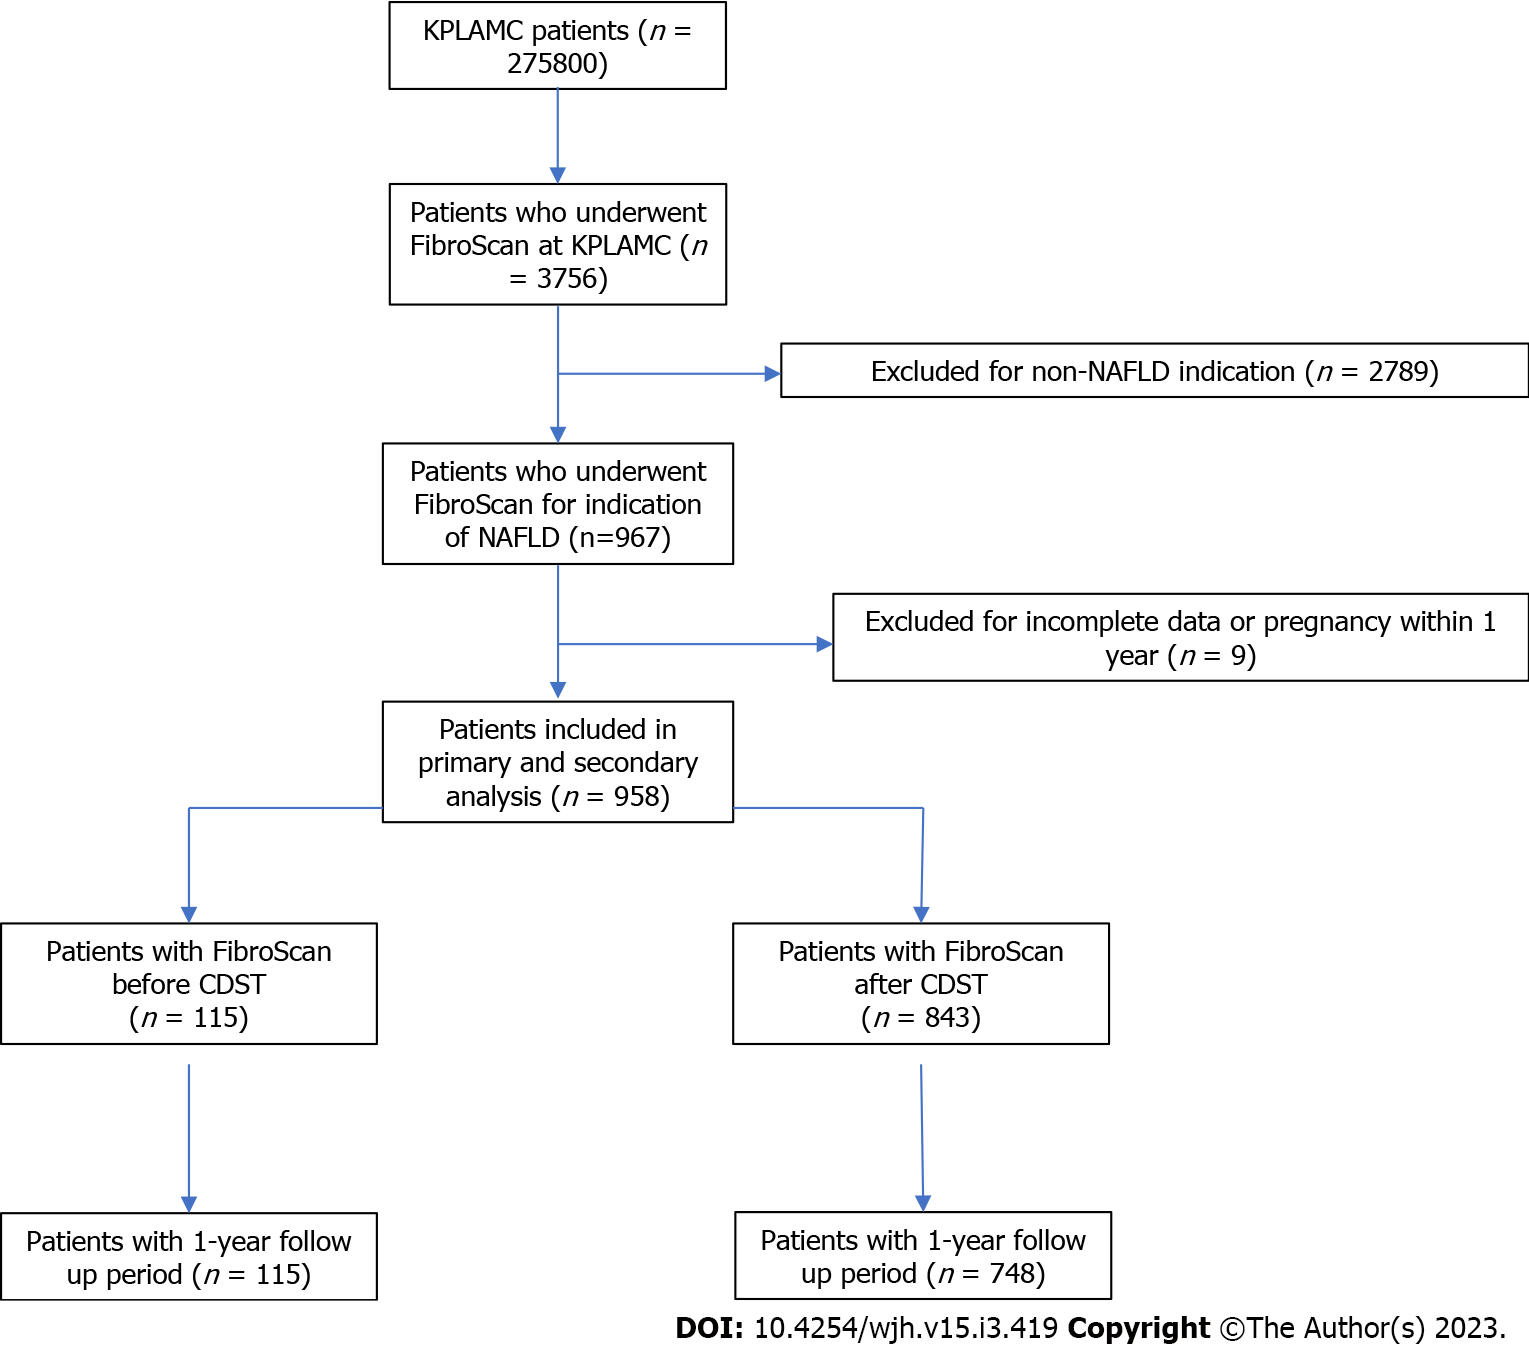 KPLAMC patients (n =
275800)
Patients who underwent
FibroScan at KPLAMC (n
= 3756)
Excluded for non-NAFLD indication (n = 2789)
Patients who underwent
FibroScan for indication
of NAFLD (n=967)
Excluded for incomplete data or pregnancy within 1
year (n = 9)
Patients included in
primary and secondary
analysis (n = 958)
Patients with FibroScan
before CDST
(n = 115)
Patients with FibroScan
after CDST
(n = 843)
Patients with 1-year follow
up period (n = 115)
Patients with 1-year follow
up period (n = 748)
DOI: 10.4254/wjh.v15.i3.419 Copyright ©The Author(s) 2023.